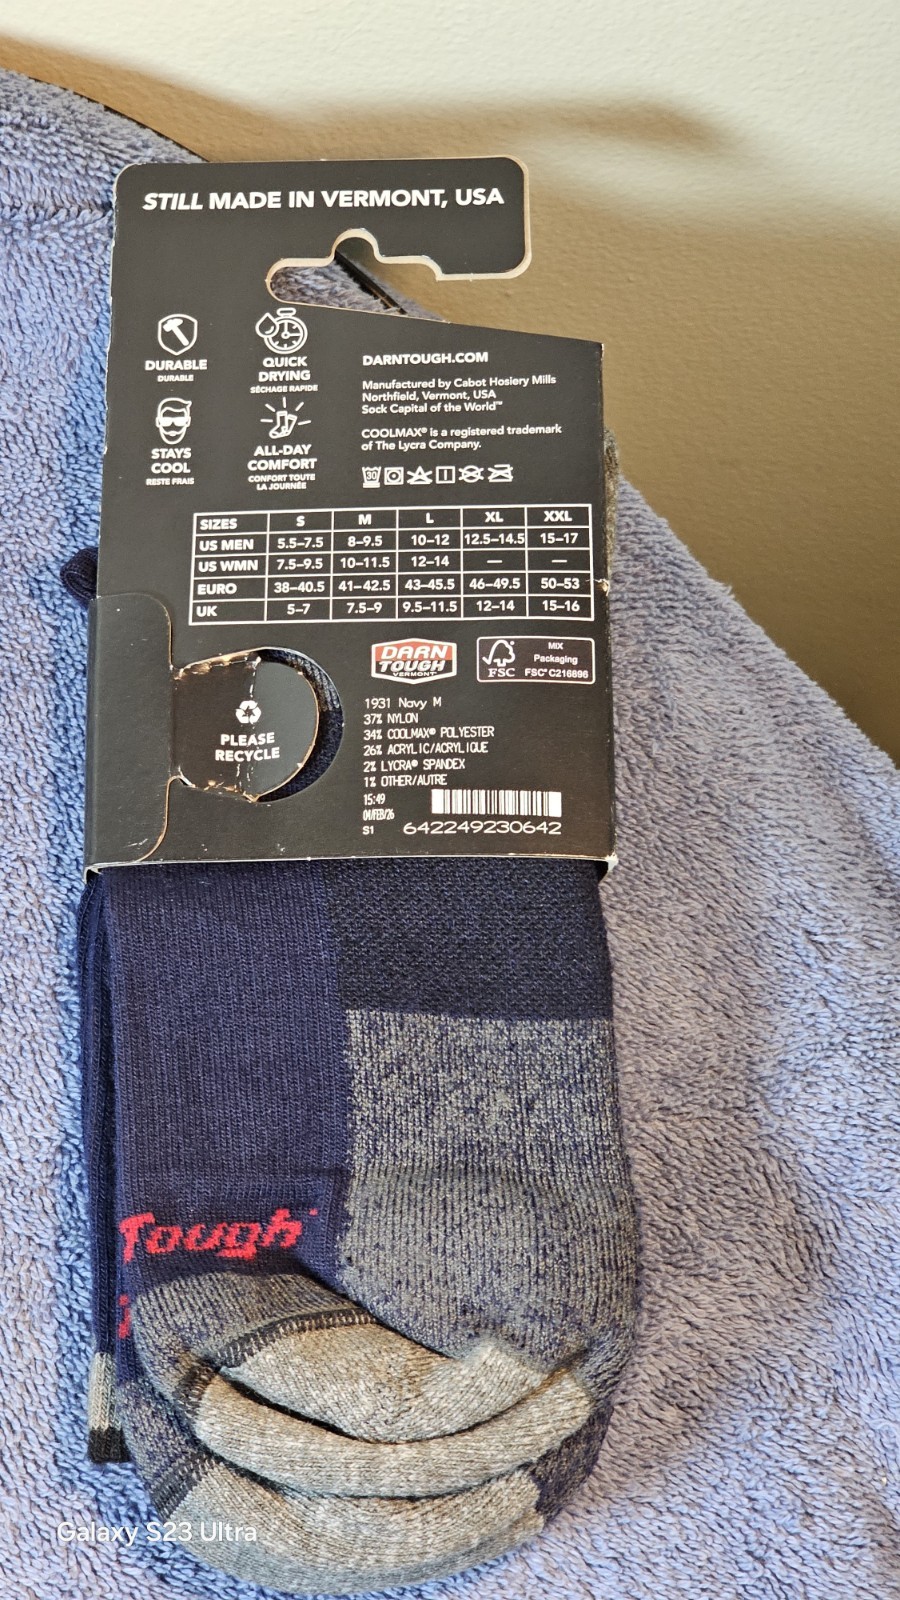 STILL MADE IN VERMONT, USA
DURABLE
DURABLE
QUICK
DRYING
SÉCHAGE RAPIDE
STAYS
COOL
RESTE FRAIS
ALL-DAY
COMFORT
CONFORT TOUTE
LA JOURNÉE
DARNTOUGH.COM
Manufactured by Cabot Hosiery Mills
Northfield, Vermont, USA
Sock Capital of the World™
COOLMAX® is a registered trademark
of The Lycra Company.
30
SIZES S M L XL XXL
US MEN 5.5–7.5 8–9.5 10–12 12.5–14.5 15–17
US WMN 7.5–9.5 10–11.5 12–14 — —
EURO 38–40.5 41–42.5 43–45.5 46–49.5 50–53
UK 5–7 7.5–9 9.5–11.5 12–14 15–16
PLEASE
RECYCLE
DARN
TOUGH
VERMONT
FSC
MIX
Packaging
FSC® C216696
1931 Navy M
37% NYLON
34% COOLMAX® POLYESTER
26% ACRYLIC/ACRYLIQUE
2% LYCRA® SPANDEX
1% OTHER/AUTRE
15:49
04/FEB/26
S1
642249230642
Tough
Galaxy S23 Ultra